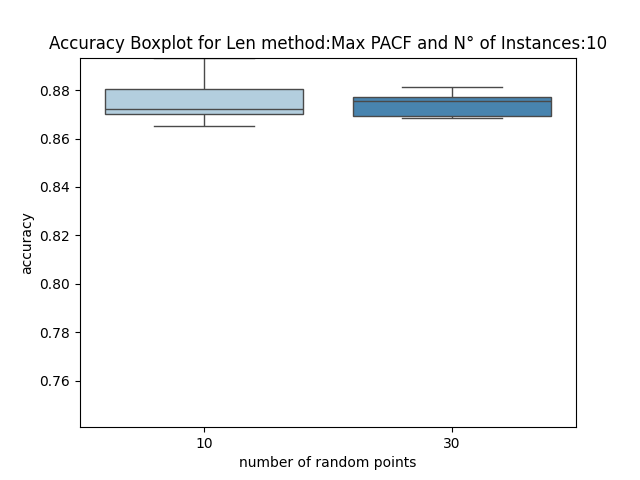 Accuracy Boxplot for Len method:Max PACF and N° of Instances:10
0.88
0.86
0.84
0.82
0.80
0.78
0.76
accuracy
10 30
number of random points